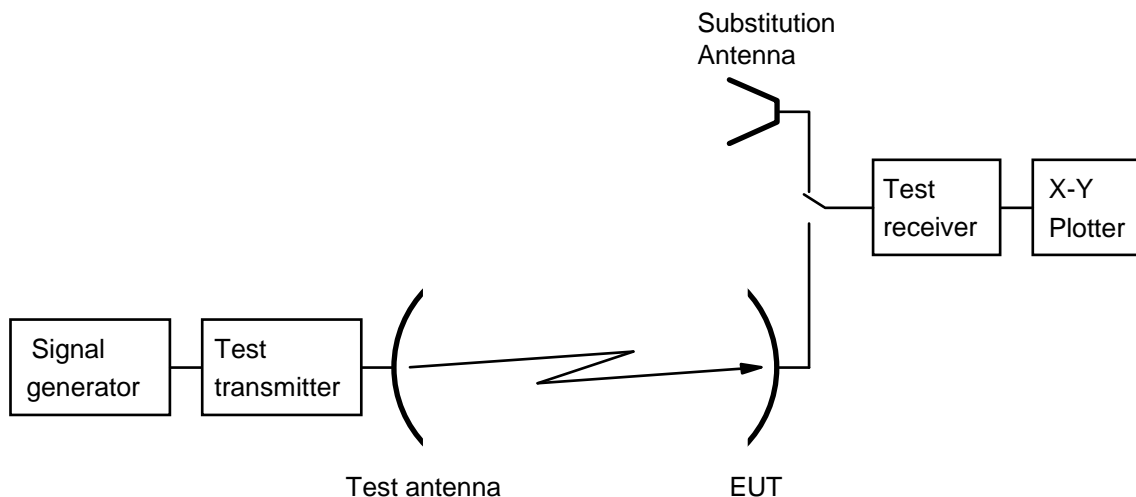 Substitution
Antenna
Test
receiver
X-Y
Plotter
Signal
generator
Test
transmitter
Test antenna
EUT